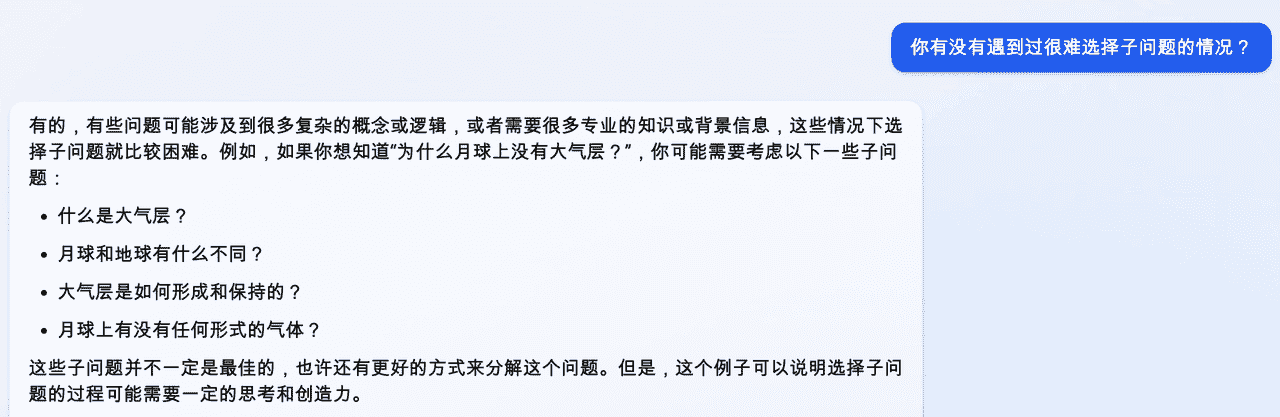 你有没有遇到过很难选择子问题的情况？
有的，有些问题可能涉及到很多复杂的概念或逻辑，或者需要很多专业的知识或背景信息，这些情况下选
择子问题就比较困难。例如，如果你想知道“为什么月球上没有大气层？”，你可能需要考虑以下一些子问
题：
• 什么是大气层？
• 月球和地球有什么不同？
• 大气层是如何形成和保持的？
• 月球上有没有任何形式的气体？
这些子问题并不一定是最佳的，也许还有更好的方式来分解这个问题。但是，这个例子可以说明选择子问
题的过程可能需要一定的思考和创造力。